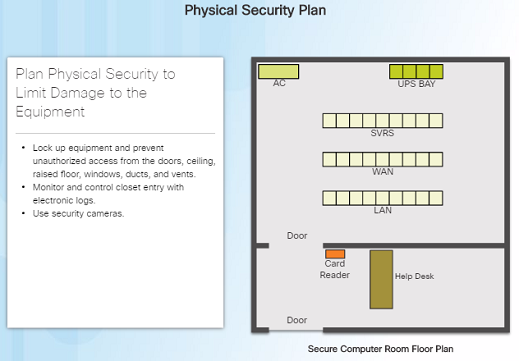 Physical Security Plan
Plan Physical Security to
Limit Damage to the
Equipment
• Lock up equipment and prevent
unauthorized access from the doors, ceiling,
raised floor, windows, ducts, and vents.
• Monitor and control closet entry with
electronic logs.
• Use security cameras.
AC
UPS BAY
SVRS
WAN
LAN
Door
Card
Reader
Help Desk
Door
Secure Computer Room Floor Plan